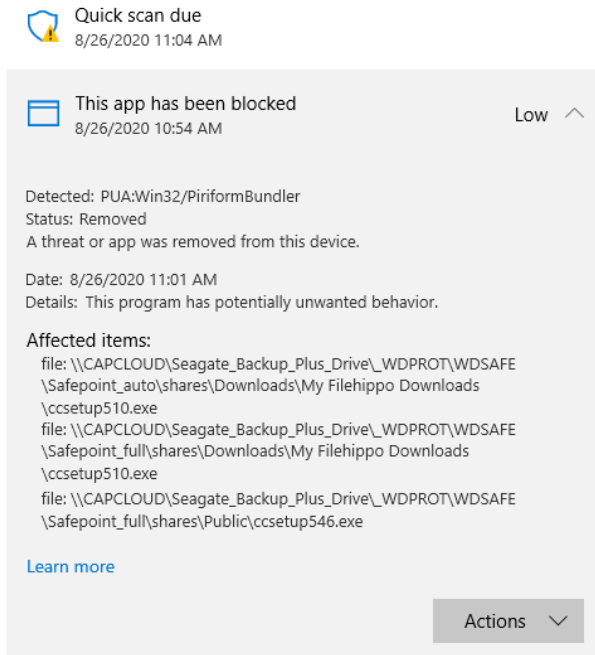 Quick scan due
8/26/2020 11:04 AM
This app has been blocked
Low
8/26/2020 10:54 AM
Detected: PUA:Win32/PiriformBundler
Status: Removed
A threat or app was removed from this device.
Date: 8/26/2020 11:01 AM
Details: This program has potentially unwanted behavior.
Affected items:
file: \\CAPCLOUD\Seagate_Backup_Plus_Drive\_WDPROT\WDSAFE
\Safepoint_auto\shares\Downloads\My Filehippo Downloads
\ccsetup510.exe
file: \\CAPCLOUD\Seagate_Backup_Plus_Drive\_WDPROT\WDSAFE
\Safepoint_full\shares\Downloads\My Filehippo Downloads
\ccsetup510.exe
file: \\CAPCLOUD\Seagate_Backup_Plus_Drive\_WDPROT\WDSAFE
\Safepoint_full\shares\Public\ccsetup546.exe
Learn more
Actions